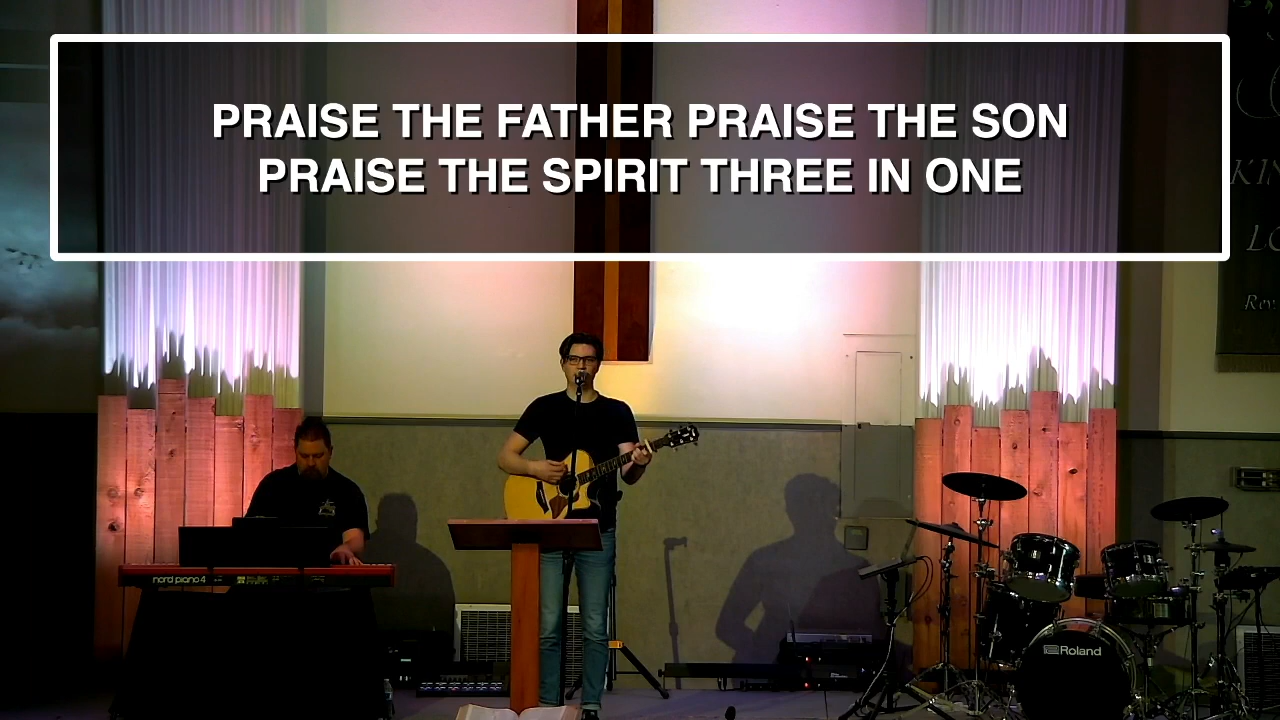 PRAISE THE FATHER PRAISE THE SON
PRAISE THE SPIRIT THREE IN ONE
nord piano 4
Roland